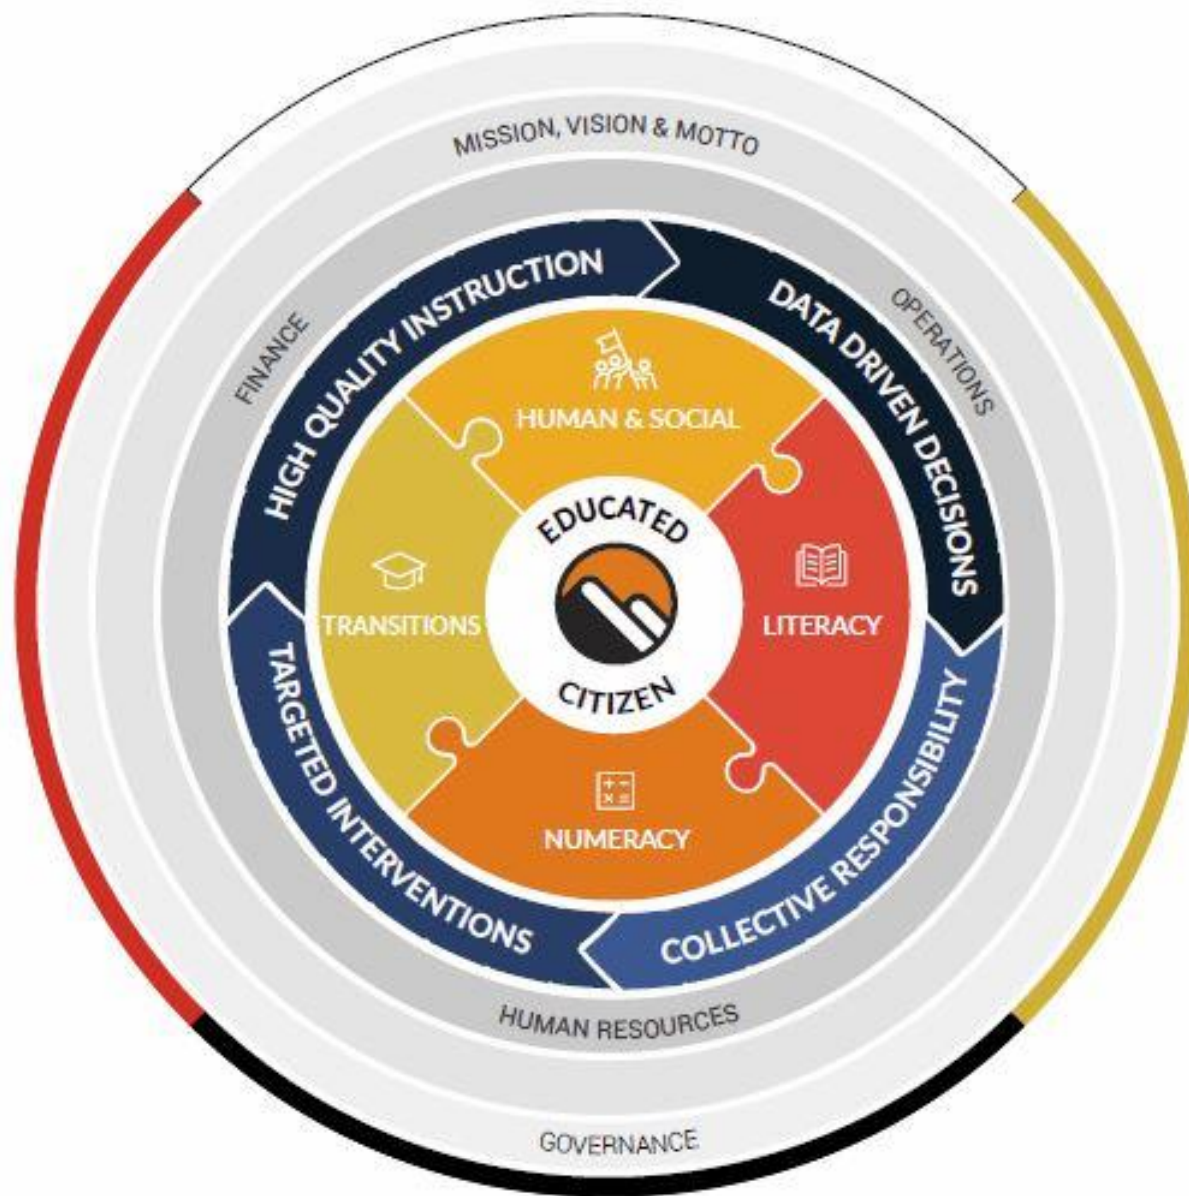 MISSION, VISION & MOTTO
FINANCE
OPERATIONS
HIGH QUALITY INSTRUCTION
DATA DRIVEN DECISIONS
HUMAN & SOCIAL
EDUCATED
TRANSITIONS
LITERACY
CITIZEN
NUMERACY
TARGETED INTERVENTIONS
COLLECTIVE RESPONSIBILITY
HUMAN RESOURCES
GOVERNANCE